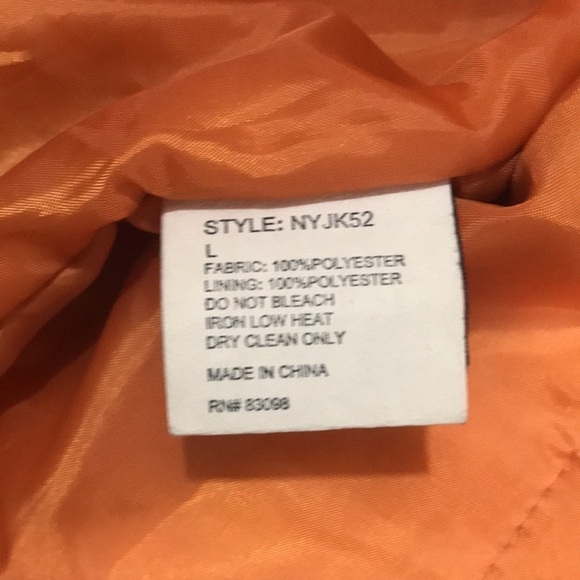 STYLE: NYJK52
L
FABRIC: 100%POLYESTER
LINING: 100%POLYESTER
DO NOT BLEACH
IRON LOW HEAT
DRY CLEAN ONLY
MADE IN CHINA
RN# 83098